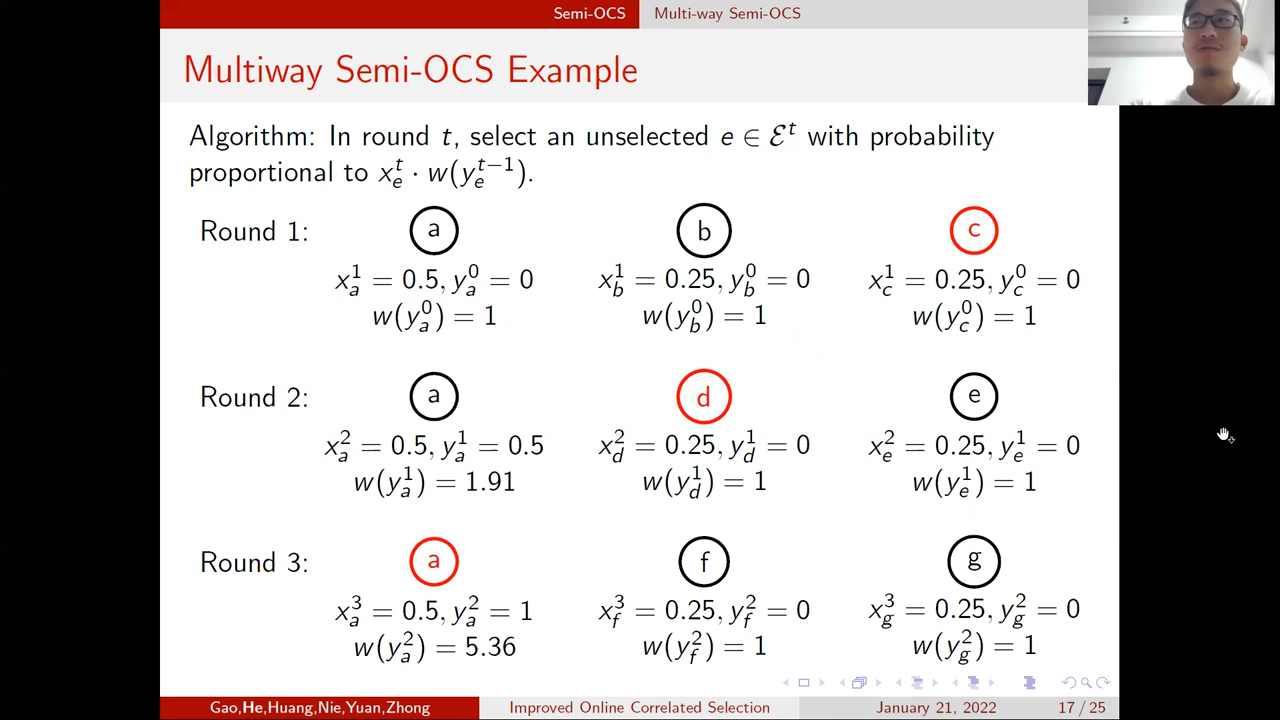 Semi-OCS Multi-way Semi-OCS
Multiway Semi-OCS Example
Algorithm: In round t, select an unselected e ∈ ℰᵗ with probability
proportional to xₑᵗ · w(yₑᵗ⁻¹).
Round 1: a b c
x_a^1 = 0.5, y_a^0 = 0 x_b^1 = 0.25, y_b^0 = 0 x_c^1 = 0.25, y_c^0 = 0
w(y_a^0) = 1 w(y_b^0) = 1 w(y_c^0) = 1
Round 2: a d e
x_a^2 = 0.5, y_a^1 = 0.5 x_d^2 = 0.25, y_d^1 = 0 x_e^2 = 0.25, y_e^1 = 0
w(y_a^1) = 1.91 w(y_d^1) = 1 w(y_e^1) = 1
Round 3: a f g
x_a^3 = 0.5, y_a^2 = 1 x_f^3 = 0.25, y_f^2 = 0 x_g^3 = 0.25, y_g^2 = 0
w(y_a^2) = 5.36 w(y_f^2) = 1 w(y_g^2) = 1
Gao,He,Huang,Nie,Yuan,Zhong Improved Online Correlated Selection January 21, 2022 17 / 25